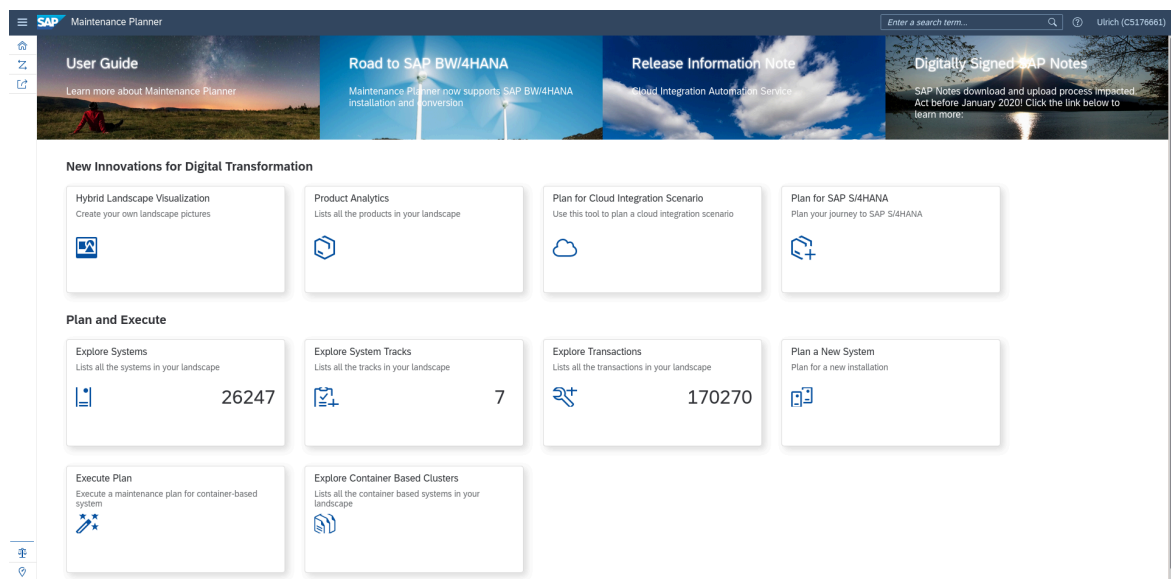 SAP Maintenance Planner
Enter a search term...
Ulrich (C5176661)
User Guide
Learn more about Maintenance Planner
Road to SAP BW/4HANA
Maintenance Planner now supports SAP BW/4HANA
installation and conversion
Release Information Note
Cloud Integration Automation Service
Digitally Signed SAP Notes
SAP Notes download and upload process impacted.
Act before January 2020! Click the link below to
learn more:
New Innovations for Digital Transformation
Hybrid Landscape Visualization
Create your own landscape pictures
Product Analytics
Lists all the products in your landscape
Plan for Cloud Integration Scenario
Use this tool to plan a cloud integration scenario
Plan for SAP S/4HANA
Plan your journey to SAP S/4HANA
Plan and Execute
Explore Systems
Lists all the systems in your landscape
26247
Explore System Tracks
Lists all the tracks in your landscape
7
Explore Transactions
Lists all the transactions in your landscape
170270
Plan a New System
Plan for a new installation
Execute Plan
Execute a maintenance plan for container-based
system
Explore Container Based Clusters
Lists all the container based systems in your
landscape